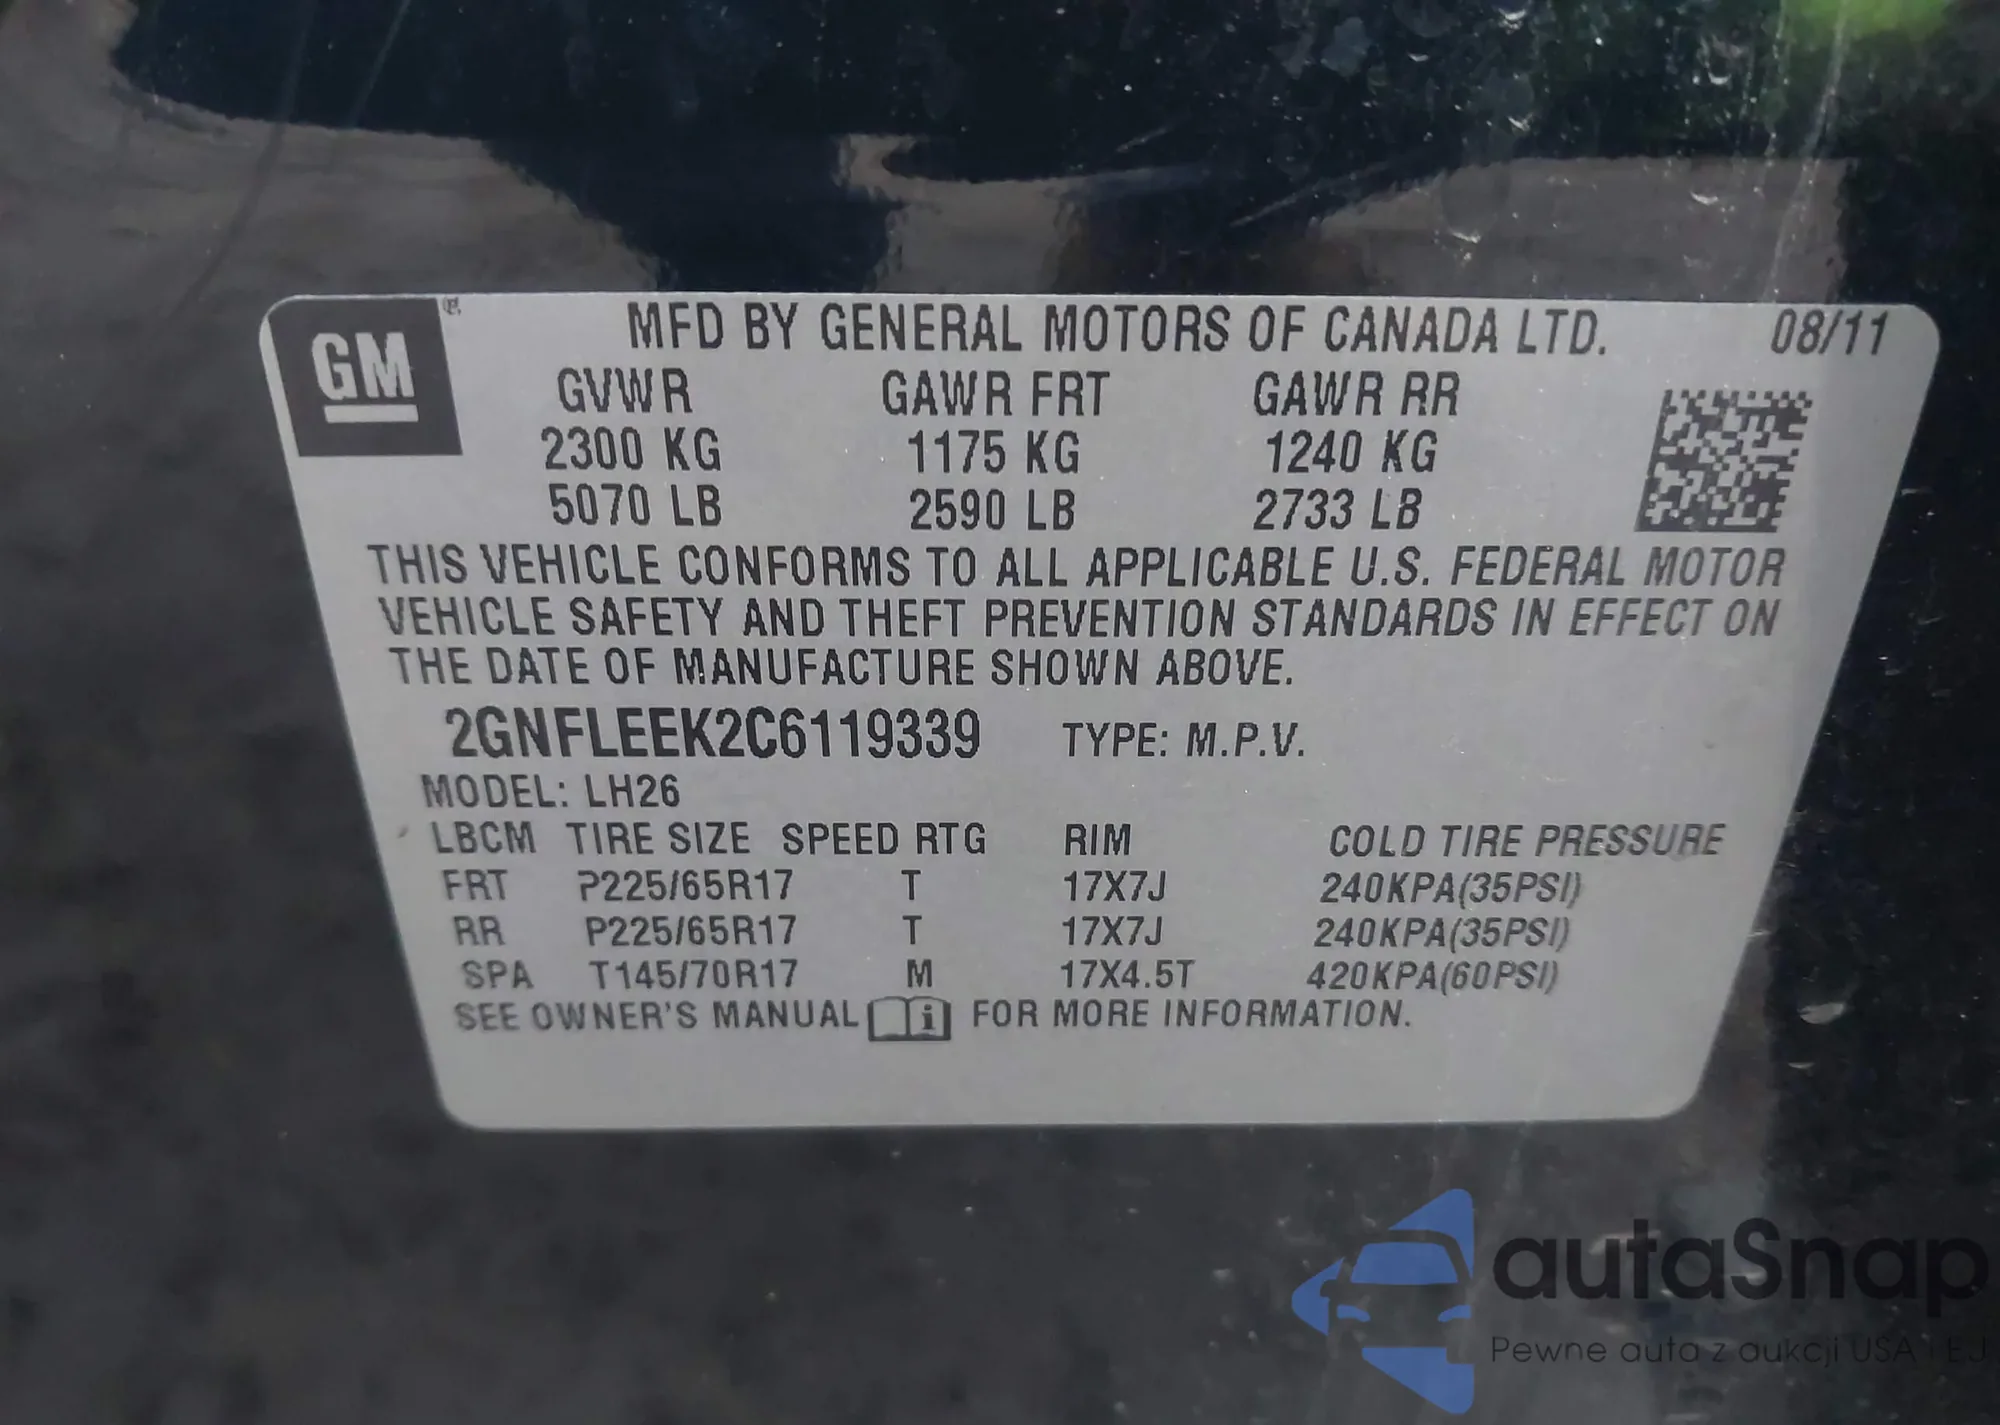 GM
MFD BY GENERAL MOTORS OF CANADA LTD. 08/11
GVWR GAWR FRT GAWR RR
2300 KG 1175 KG 1240 KG
5070 LB 2590 LB 2733 LB
THIS VEHICLE CONFORMS TO ALL APPLICABLE U.S. FEDERAL MOTOR
VEHICLE SAFETY AND THEFT PREVENTION STANDARDS IN EFFECT ON
THE DATE OF MANUFACTURE SHOWN ABOVE.
2GNFLEEK2C6119339 TYPE: M.P.V.
MODEL: LH26
LBCM TIRE SIZE SPEED RTG RIM COLD TIRE PRESSURE
FRT P225/65R17 T 17X7J 240KPA(35PSI)
RR P225/65R17 T 17X7J 240KPA(35PSI)
SPA T145/70R17 M 17X4.5T 420KPA(60PSI)
SEE OWNER'S MANUAL FOR MORE INFORMATION.
autaSnap
Pewne auta z aukcji USA i EJ